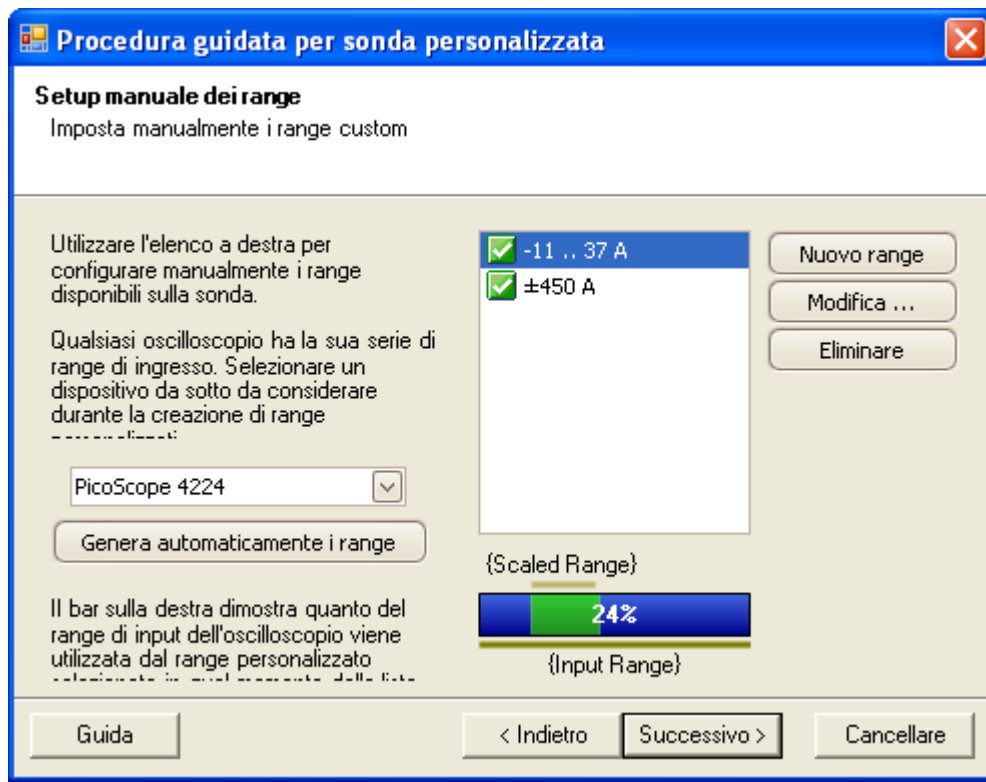 Procedura guidata per sonda personalizzata
Setup manuale dei range
Imposta manualmente i range custom
Utilizzare l'elenco a destra per
configurare manualmente i range
disponibili sulla sonda.
Qualsiasi oscilloscopio ha la sua serie di
range di ingresso. Selezionare un
dispositivo da sotto da considerare
durante la creazione di range
PicoScope 4224
Genera automaticamente i range
Il bar sulla destra dimostra quanto del
range di input dell'oscilloscopio viene
utilizzata dal range personalizzato
-11 .. 37 A
±450 A
Nuovo range
Modifica ...
Eliminare
{Scaled Range}
24%
{Input Range}
Guida
< Indietro
Successivo >
Cancellare